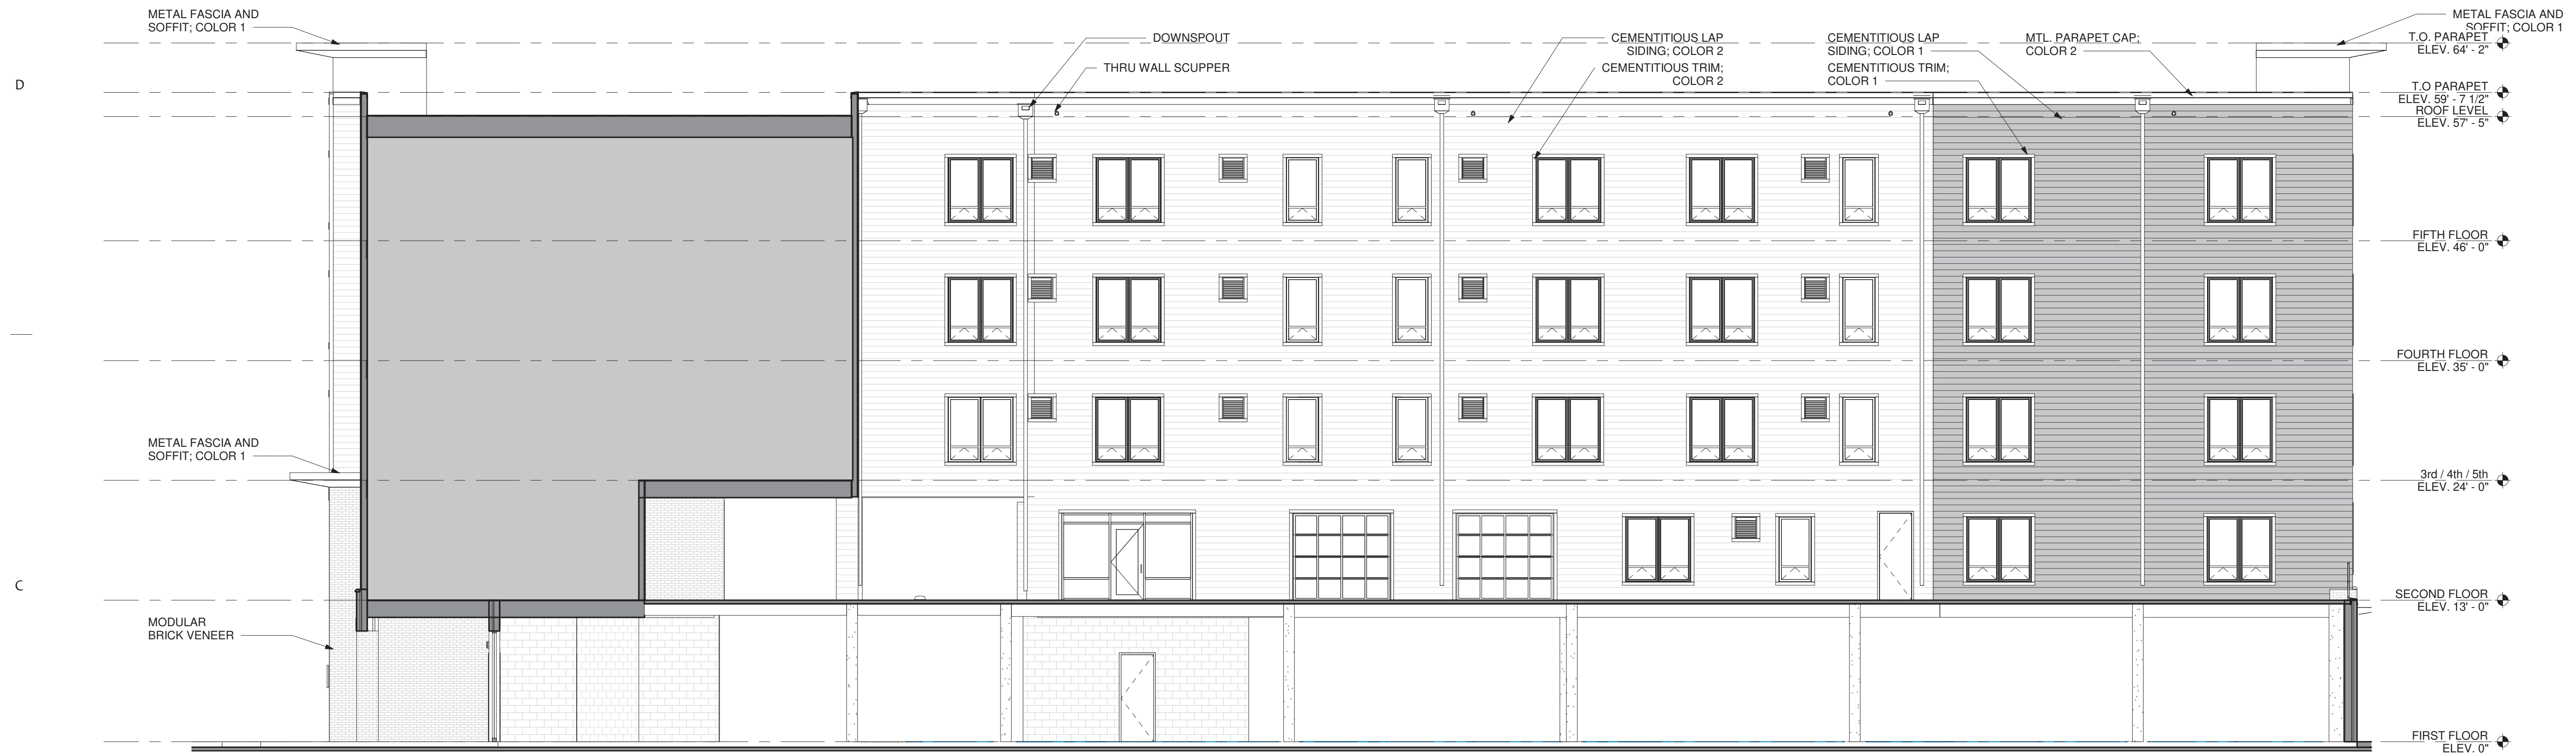 METAL FASCIA AND
SOFFIT; COLOR 1
DOWNSPOUT
THRU WALL SCUPPER
CEMENTITIOUS LAP
SIDING; COLOR 2
CEMENTITIOUS TRIM;
COLOR 2
CEMENTITIOUS LAP
SIDING; COLOR 1
CEMENTITIOUS TRIM;
COLOR 1
MTL. PARAPET CAP;
COLOR 2
METAL FASCIA AND
SOFFIT; COLOR 1
T.O. PARAPET
ELEV. 64' - 2"
D
T.O PARAPET
ELEV. 59' - 7 1/2"
ROOF LEVEL
ELEV. 57' - 5"
FIFTH FLOOR
ELEV. 46' - 0"
FOURTH FLOOR
ELEV. 35' - 0"
METAL FASCIA AND
SOFFIT; COLOR 1
3rd / 4th / 5th
ELEV. 24' - 0"
C
SECOND FLOOR
ELEV. 13' - 0"
MODULAR
BRICK VENEER
FIRST FLOOR
ELEV. 0"